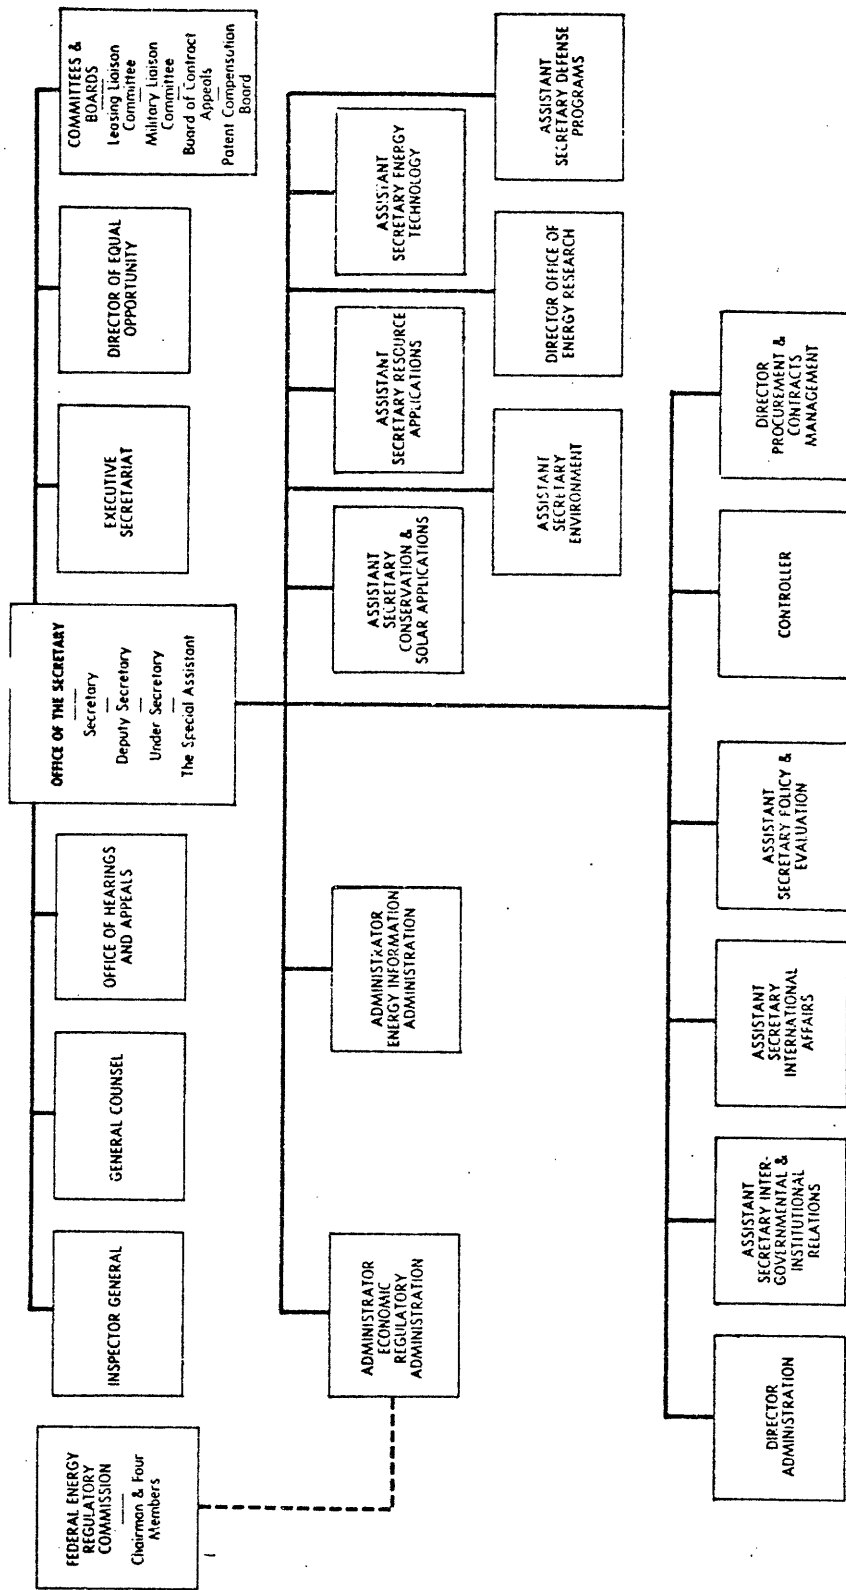 FEDERAL ENERGY
REGULATORY
COMMISSION
Chairman & Four
Members
INSPECTOR GENERAL
GENERAL COUNSEL
OFFICE OF HEARINGS
AND APPEALS
OFFICE OF THE SECRETARY
Secretary
Deputy Secretary
Under Secretary
The Special Assistant
EXECUTIVE
SECRETARIAT
DIRECTOR OF EQUAL
OPPORTUNITY
COMMITTEES &
BOARDS
Leasing Liaison
Committee
Military Liaison
Committee
Board of Contract
Appeals
Patent Compensation
Board
ADMINISTRATOR
ECONOMIC
REGULATORY
ADMINISTRATION
ADMINISTRATOR
ENERGY INFORMATION
ADMINISTRATION
ASSISTANT
SECRETARY
CONSERVATION &
SOLAR APPLICATIONS
ASSISTANT
SECRETARY RESOURCE
APPLICATIONS
ASSISTANT
SECRETARY ENERGY
TECHNOLOGY
ASSISTANT
SECRETARY
ENVIRONMENT
DIRECTOR OFFICE OF
ENERGY RESEARCH
ASSISTANT
SECRETARY DEFENSE
PROGRAMS
DIRECTOR
ADMINISTRATION
ASSISTANT
SECRETARY INTER-
GOVERNMENTAL &
INSTITUTIONAL
RELATIONS
ASSISTANT
SECRETARY
INTERNATIONAL
AFFAIRS
ASSISTANT
SECRETARY POLICY &
EVALUATION
CONTROLLER
DIRECTOR
PROCUREMENT &
CONTRACTS
MANAGEMENT